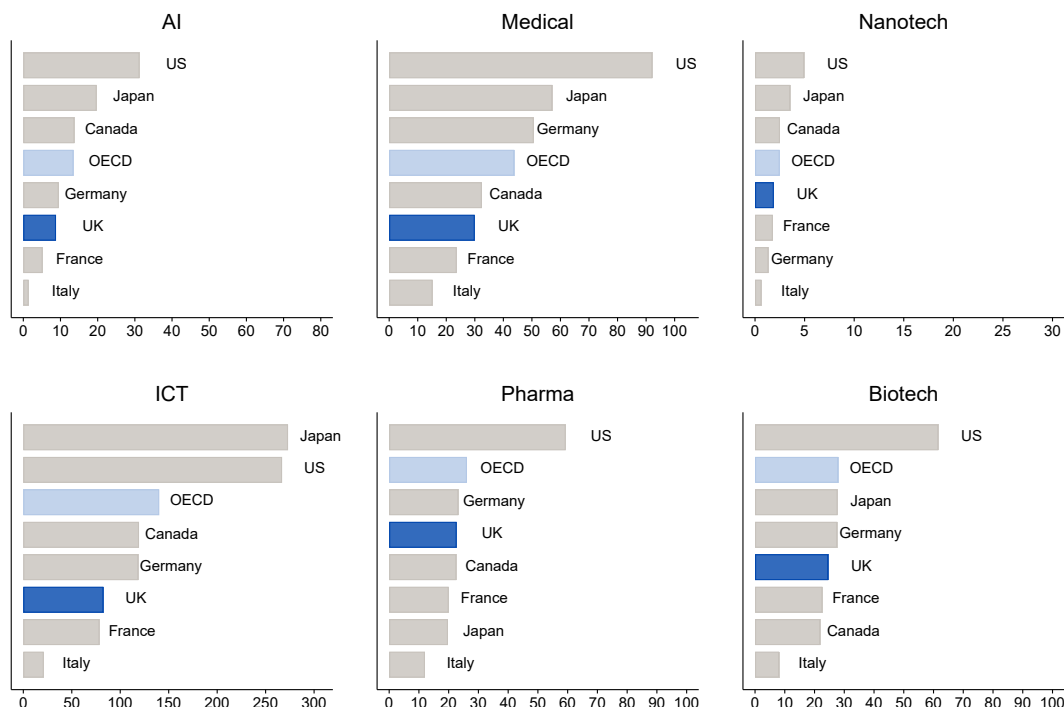 AI
US
Japan
Canada
OECD
Germany
UK
France
Italy
0 10 20 30 40 50 60 70 80
Medical
US
Japan
Germany
OECD
Canada
UK
France
Italy
0 10 20 30 40 50 60 70 80 90 100
Nanotech
US
Japan
Canada
OECD
UK
France
Germany
Italy
0 5 10 15 20 25 30
ICT
Japan
US
OECD
Canada
Germany
UK
France
Italy
0 50 100 150 200 250 300
Pharma
US
OECD
Germany
UK
Canada
France
Japan
Italy
0 10 20 30 40 50 60 70 80 90 100
Biotech
US
OECD
Japan
Germany
UK
France
Canada
Italy
0 10 20 30 40 50 60 70 80 90 100